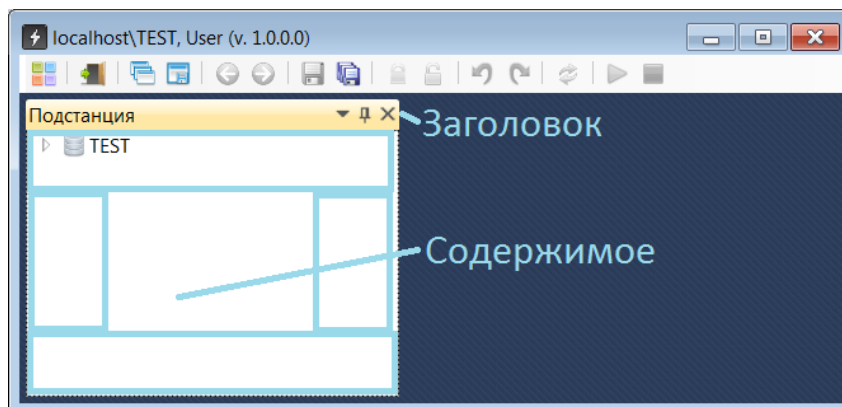 localhost\TEST, User (v. 1.0.0.0)
Подстанция
Заголовок
TEST
Содержимое